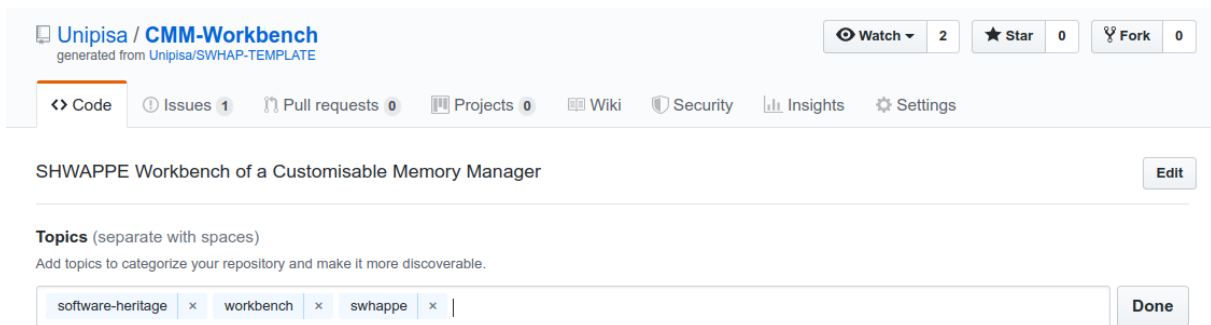 Unipisa / CMM-Workbench
generated from Unipisa/SWHAP-TEMPLATE
Watch 2 Star 0 Fork 0
Code Issues 1 Pull requests 0 Projects 0 Wiki Security Insights Settings
SHWAPPE Workbench of a Customisable Memory Manager
Edit
Topics (separate with spaces)
Add topics to categorize your repository and make it more discoverable.
software-heritage × workbench × swhappe ×
Done